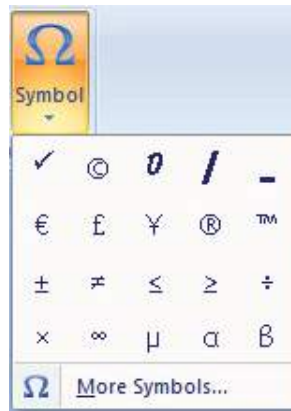 Ω
Symbol
✓ © 0 / -
€ £ ¥ ® ™
± ≠ ≤ ≥ ÷
× ∞ µ α β
Ω More Symbols...